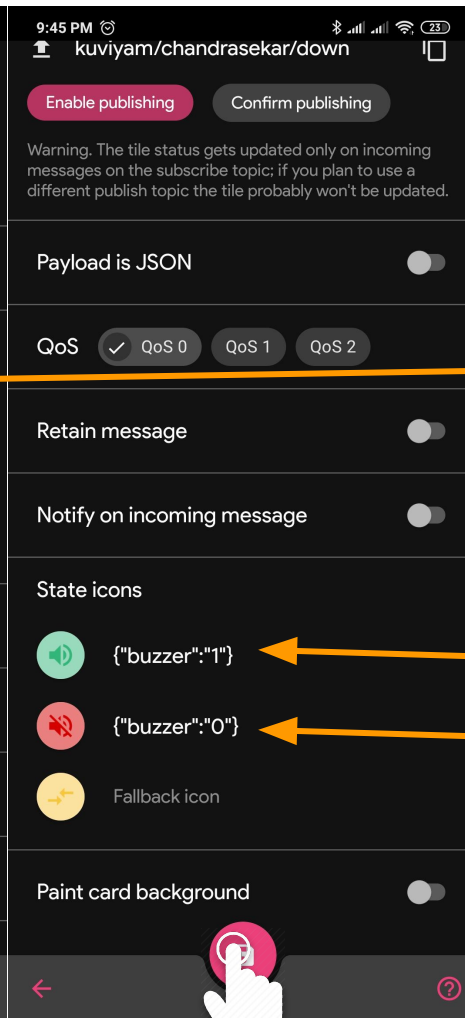 9:45 PM 23
kuviyam/chandrasekar/down
Enable publishing Confirm publishing
Warning. The tile status gets updated only on incoming
messages on the subscribe topic; if you plan to use a
different publish topic the tile probably won't be updated.
Payload is JSON
QoS QoS 0 QoS 1 QoS 2
Retain message
Notify on incoming message
State icons
{"buzzer":"1"}
{"buzzer":"0"}
Fallback icon
Paint card background